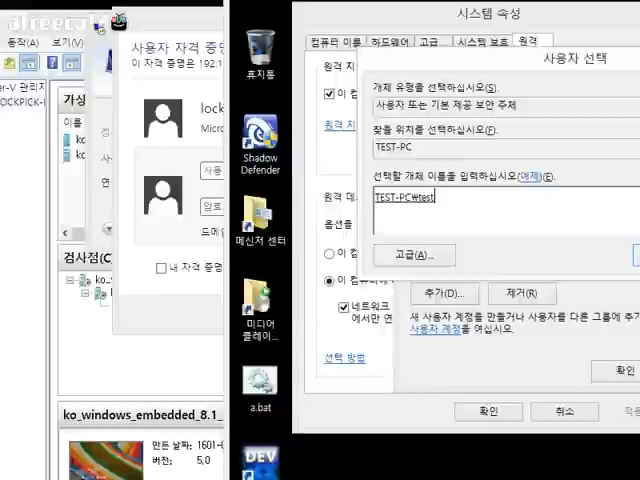 afreecaTV
동작(A) 보기(V)
er-V 관리자
OCKPICK-
가상
이름
ko
ko
검사점(C)
ko_
ko_windows_embedded_8.1_
만든 날짜: 1601-0
버전: 5.0
사용자 자격 증명
이 자격 증명은 192.1
lock
Micro
사용
암호
도메인
내 자격 증명
휴지통
Shadow
Defender
메신저 센터
미디어
플레이...
a.bat
DEV
시스템 속성
컴퓨터 이름 하드웨어 고급 시스템 보호 원격
원격 지
이 컴
원격 지
원격 데
옵션을
이 컴
이 컴퓨터에
네트워크
에서만 연
선택 방법
사용자 선택
개체 유형을 선택하십시오(S).
사용자 또는 기본 제공 보안 주체
찾을 위치를 선택하십시오(F).
TEST-PC
선택할 개체 이름을 입력하십시오(예제)(E).
TEST-PC₩test
고급(A)...
추가(D)... 제거(R)
새 사용자 계정을 만들거나 사용자를 다른 그룹에 추가
사용자 계정을 여십시오.
확인
확인 취소 적용